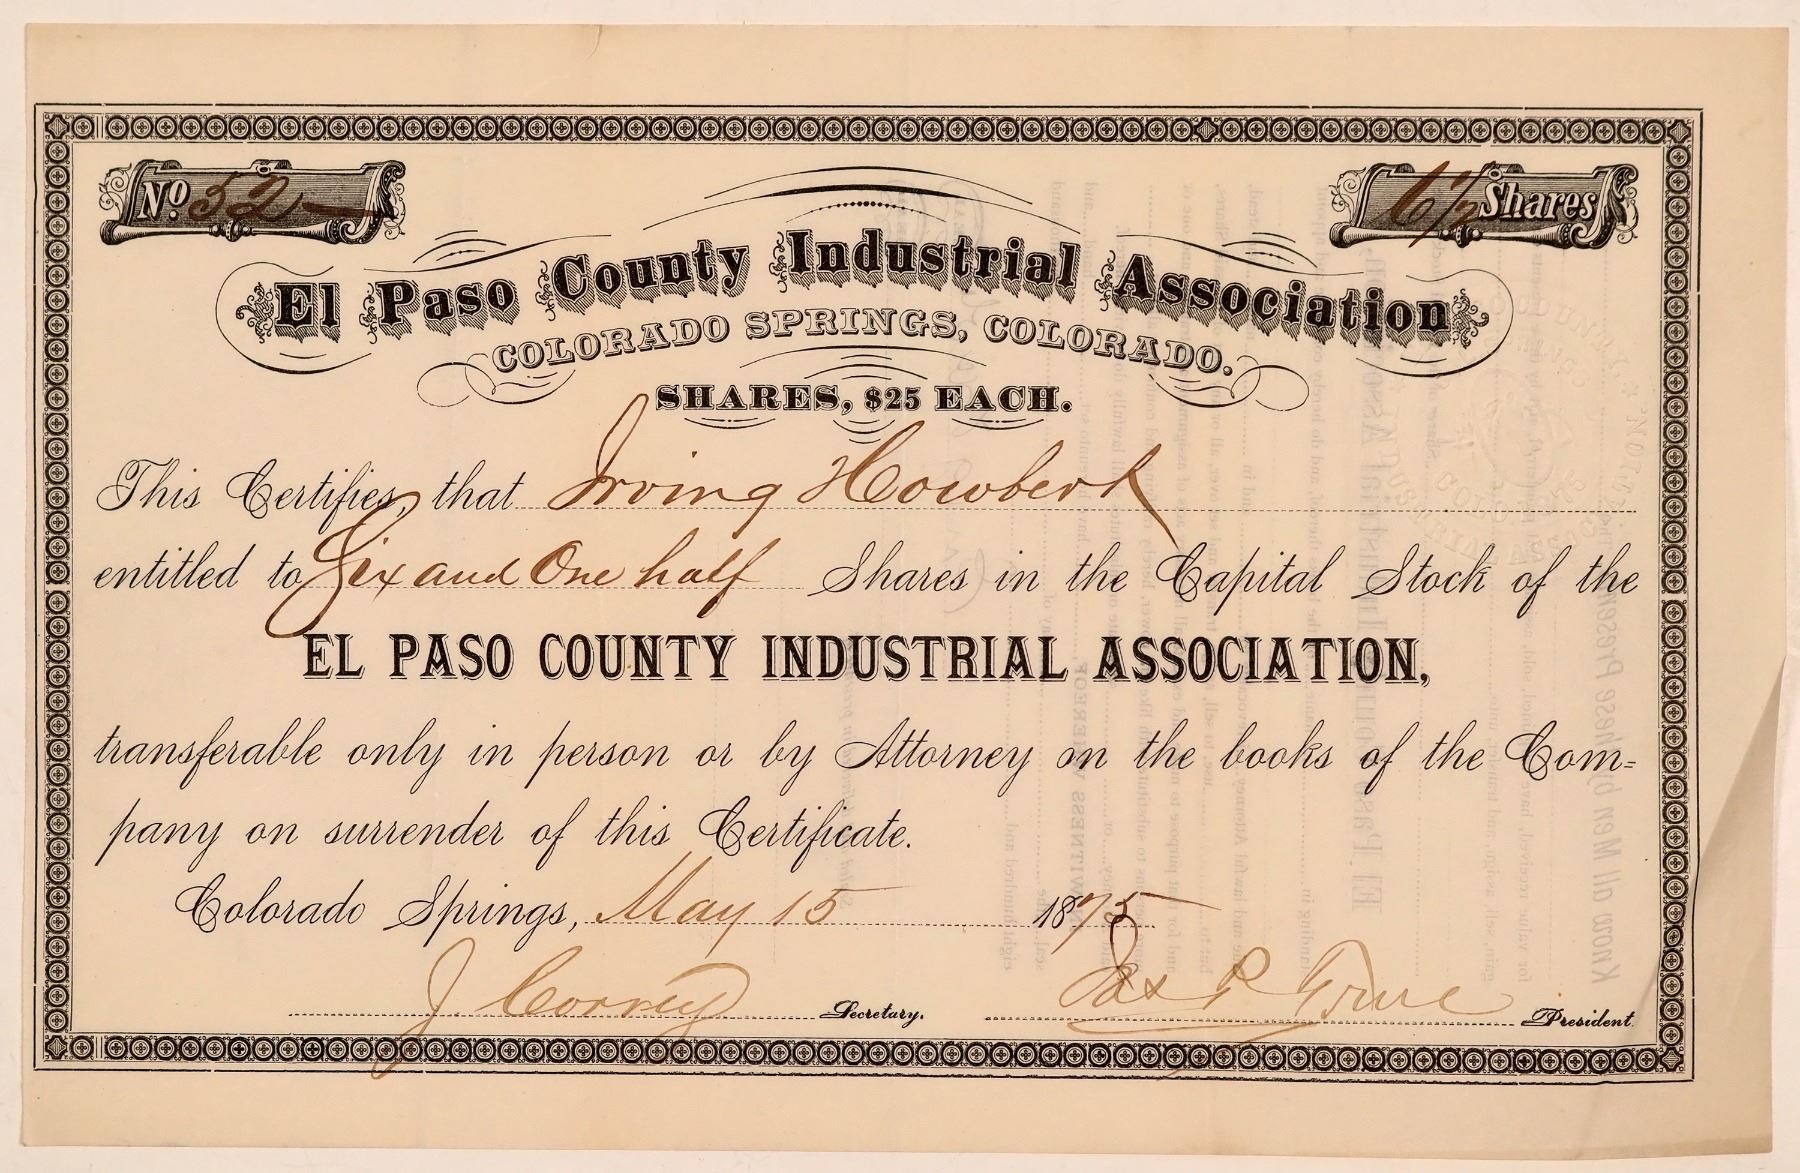 No. 52
6 1/2 Shares
El Paso County Industrial Association
COLORADO SPRINGS, COLORADO.
SHARES, $25 EACH.
This Certifies, that Irving Howbert
entitled to Six and One half Shares in the Capital Stock of the
EL PASO COUNTY INDUSTRIAL ASSOCIATION,
transferable only in person or by Attorney on the books of the Com=
pany on surrender of this Certificate.
Colorado Springs, May 15 1875
J. Secretary. Jas President